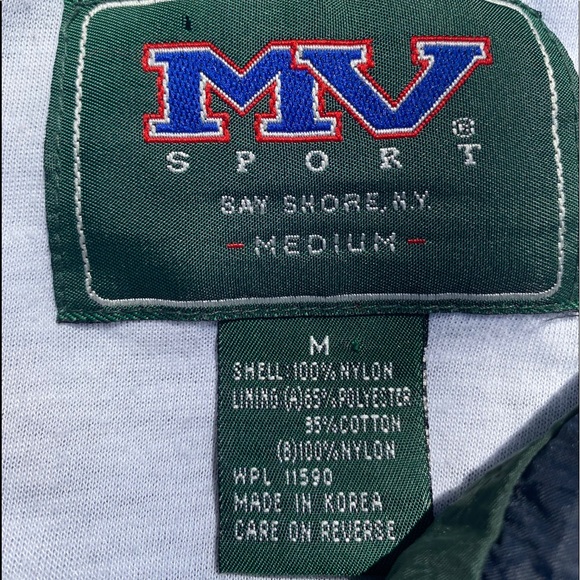 MV®
SPORT
BAY SHORE, N.Y.
- MEDIUM -
M
SHELL: 100% NYLON
LINING (A)65% POLYESTER
35% COTTON
(B)100% NYLON
WPL 11590
MADE IN KOREA
CARE ON REVERSE